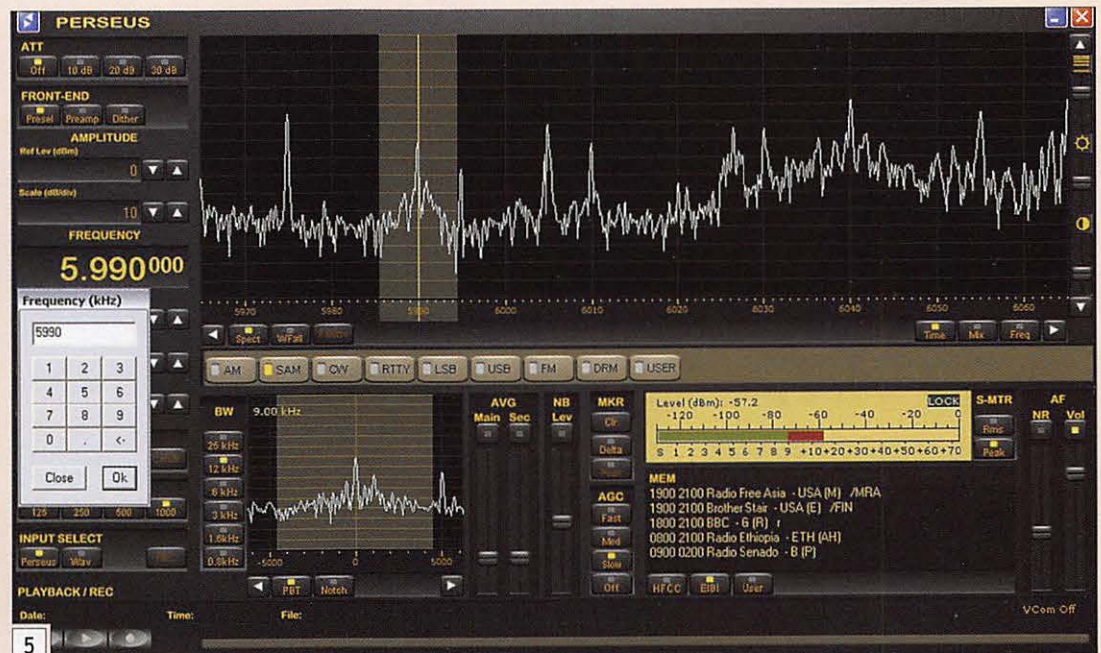 PERSEUS
ATT
Off 10 dB 20 dB 30 dB
FRONT-END
Presel Preamp Dither
AMPLITUDE
Ref Lev (dBm)
0
Scale (dB/div)
10
FREQUENCY
5.990000
Frequency (kHz)
5990
1 2 3
4 5 6
7 8 9
0 . <-
Close Ok
125 250 500 1000
INPUT SELECT
Perseus Wav
PLAYBACK / REC
Date: Time: File:
5
5970 5980 5990 6000 6010 6020 6030 6040 6050 6060
Spect WFall
Time Mix Freq
AM SAM CW RTTY LSB USB FM DRM USER
BW 9.00 kHz
25 kHz
12 kHz
6 kHz
3 kHz
1.6kHz
0.8kHz
-5000 0 5000
PBT Notch
AVG
Main Sec
NB
Lev
MKR
Clr
Delta
AGC
Fast
Med
Slow
Off
Level (dBm): -57.2 LOCK
-120 -100 -80 -60 -40 -20 0
S 1 2 3 4 5 6 7 8 9 +10+20+30+40+50+60+70
S-MTR
Rms
Peak
AF
NR Vol
MEM
1900 2100 Radio Free Asia - USA (M) /MRA
1900 2100 Brother Stair - USA (E) /FIN
1800 2100 BBC - G (R) r
0800 2100 Radio Ethiopia - ETH (AH)
0900 0200 Radio Senado - B (P)
HFCC EIBI User
VCom Off